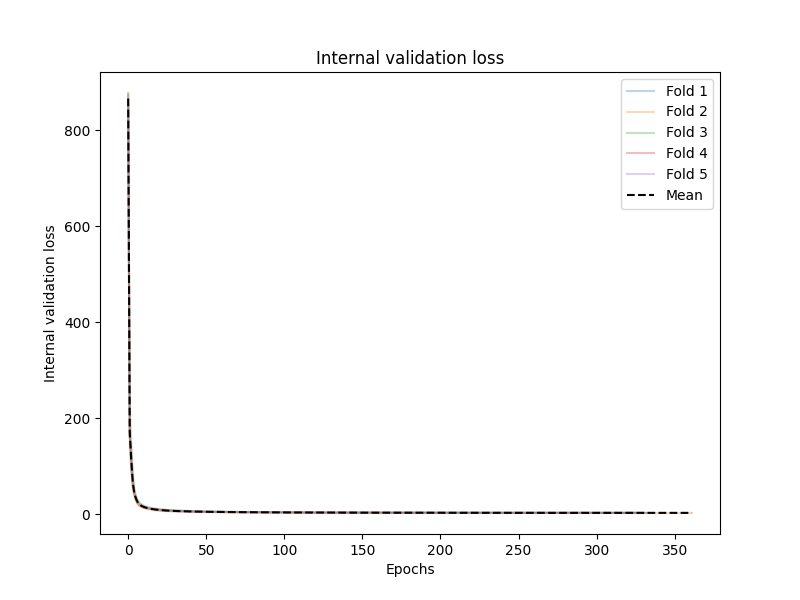 Internal validation loss
Fold 1
Fold 2
Fold 3
Fold 4
Fold 5
Mean
Internal validation loss
800
600
400
200
0
0 50 100 150 200 250 300 350
Epochs